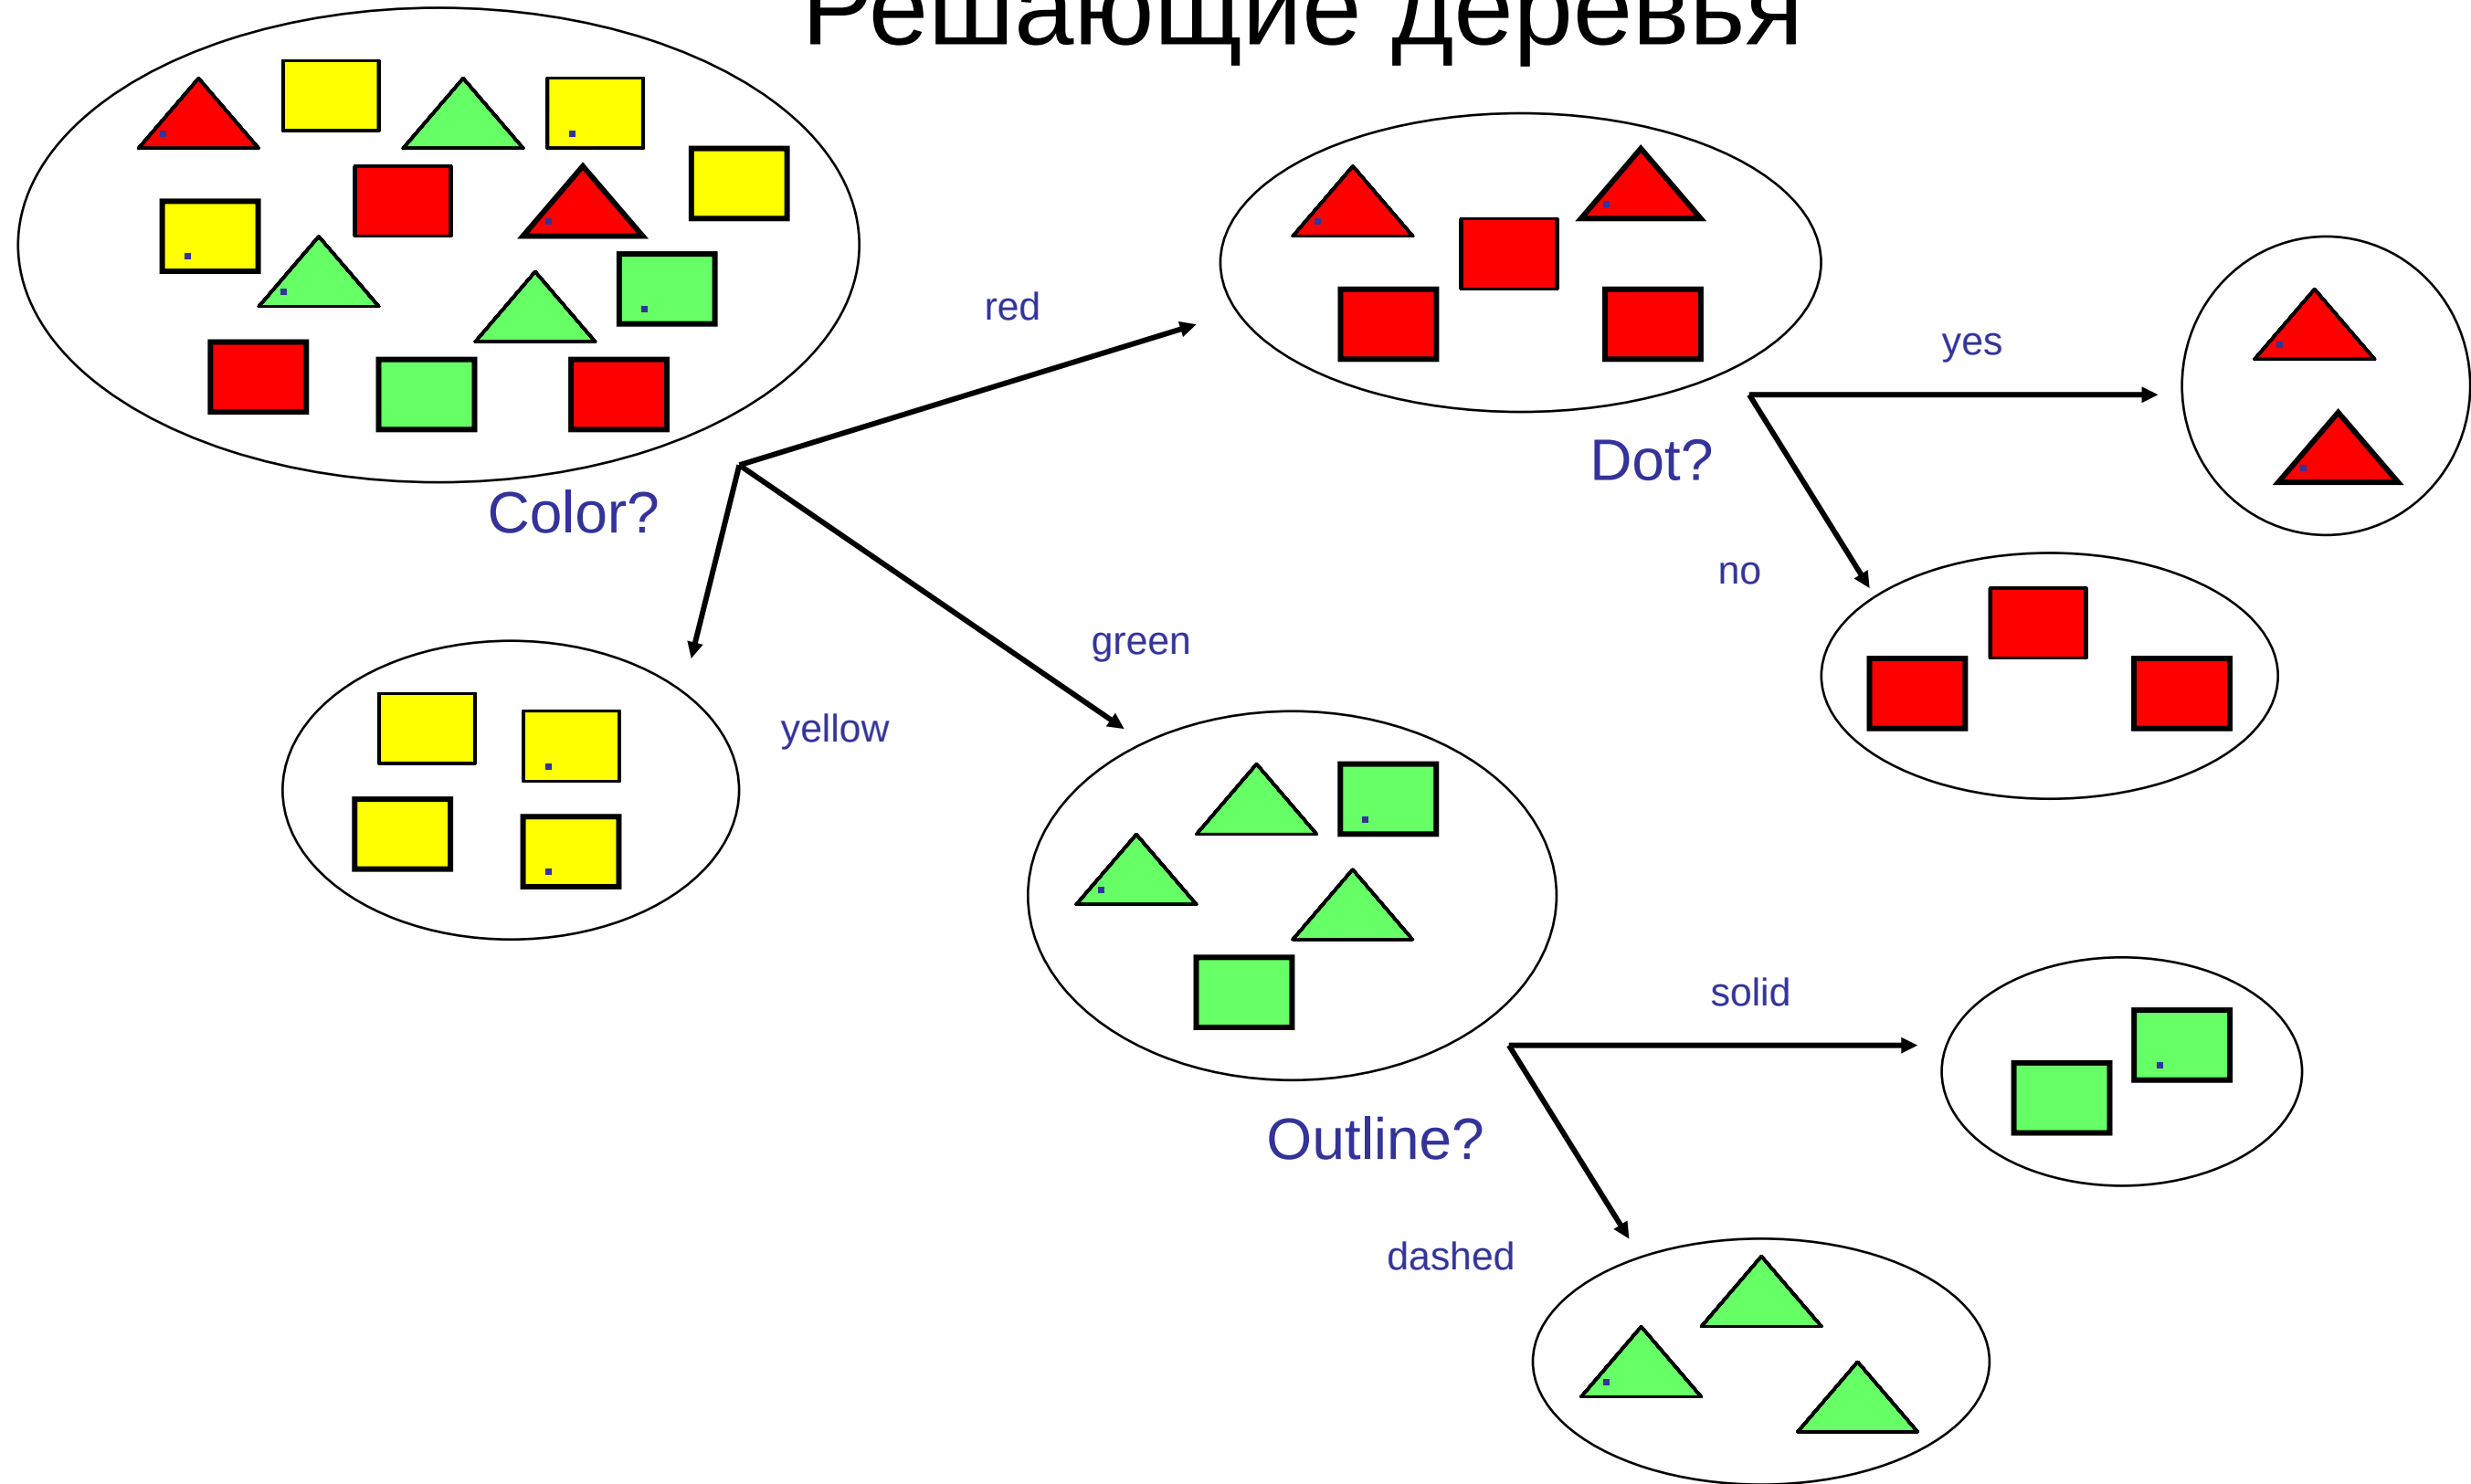 Решающие деревья
red
yes
Dot?
Color?
no
green
yellow
solid
Outline?
dashed